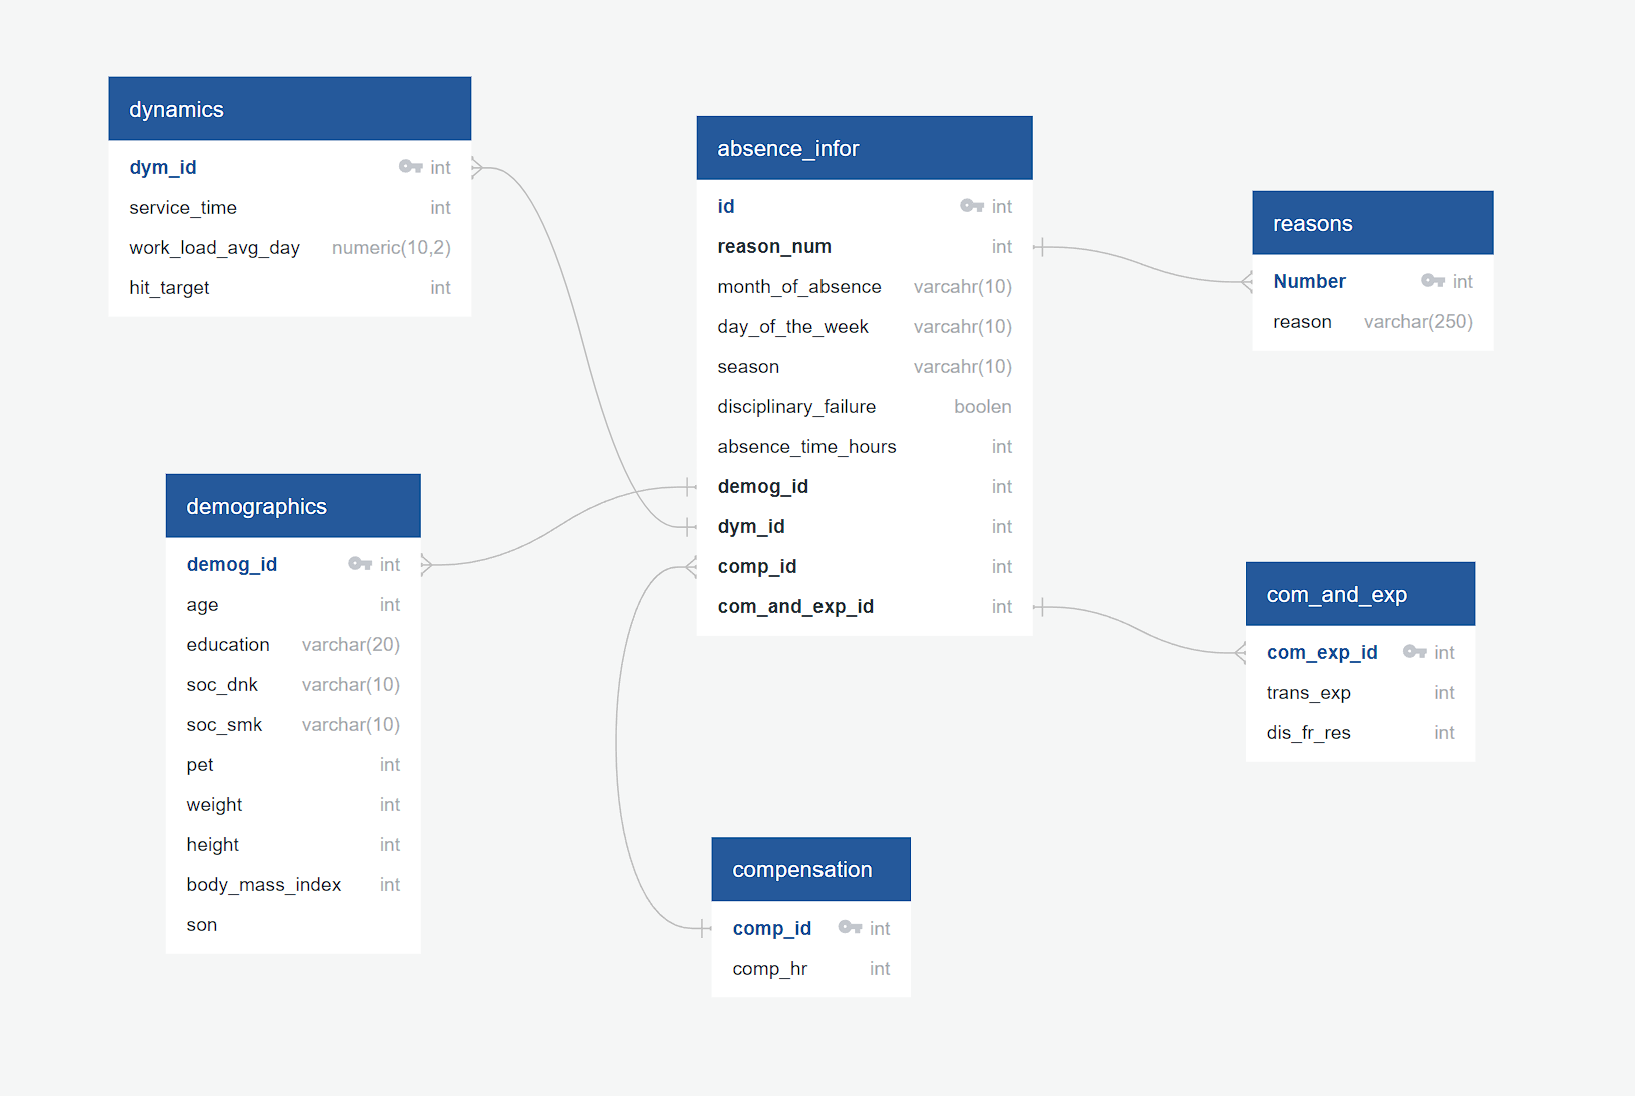 dynamics
dym_id int
service_time int
work_load_avg_day numeric(10,2)
hit_target int
absence_infor
id int
reason_num int
month_of_absence varcahr(10)
day_of_the_week varcahr(10)
season varcahr(10)
disciplinary_failure boolen
absence_time_hours int
demog_id int
dym_id int
comp_id int
com_and_exp_id int
reasons
Number int
reason varchar(250)
demographics
demog_id int
age int
education varchar(20)
soc_dnk varchar(10)
soc_smk varchar(10)
pet int
weight int
height int
body_mass_index int
son
com_and_exp
com_exp_id int
trans_exp int
dis_fr_res int
compensation
comp_id int
comp_hr int